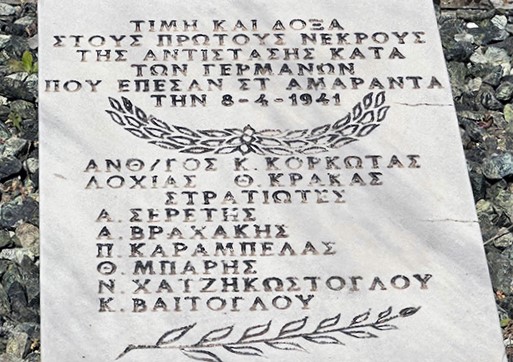 ΤΙΜΗ ΚΑΙ ΔΟΞΑ
ΣΤΟΥΣ ΠΡΩΤΟΥΣ ΝΕΚΡΟΥΣ
ΤΗΣ ΑΝΤΙΣΤΑΣΗΣ ΚΑΤΑ
ΤΩΝ ΓΕΡΜΑΝΩΝ
ΠΟΥ ΕΠΕΣΑΝ ΣΤ ΑΜΑΡΑΝΤΑ
ΤΗΝ 8-4-1941
ΑΝΘ/ΓΟΣ Κ. ΚΟΡΚΩΤΑΣ
ΛΟΧΙΑΣ Θ. ΚΡΑΚΑΣ
ΣΤΡΑΤΙΩΤΕΣ
Α. ΣΕΡΕΤΗΣ
Α. ΒΡΑΧΑΚΗΣ
Π. ΚΑΡΑΜΠΕΛΑΣ
Θ. ΜΠΑΡΗΣ
Ν. ΧΑΤΖΗΚΩΣΤΟΓΛΟΥ
Κ. ΒΑΙΤΟΓΛΟΥ